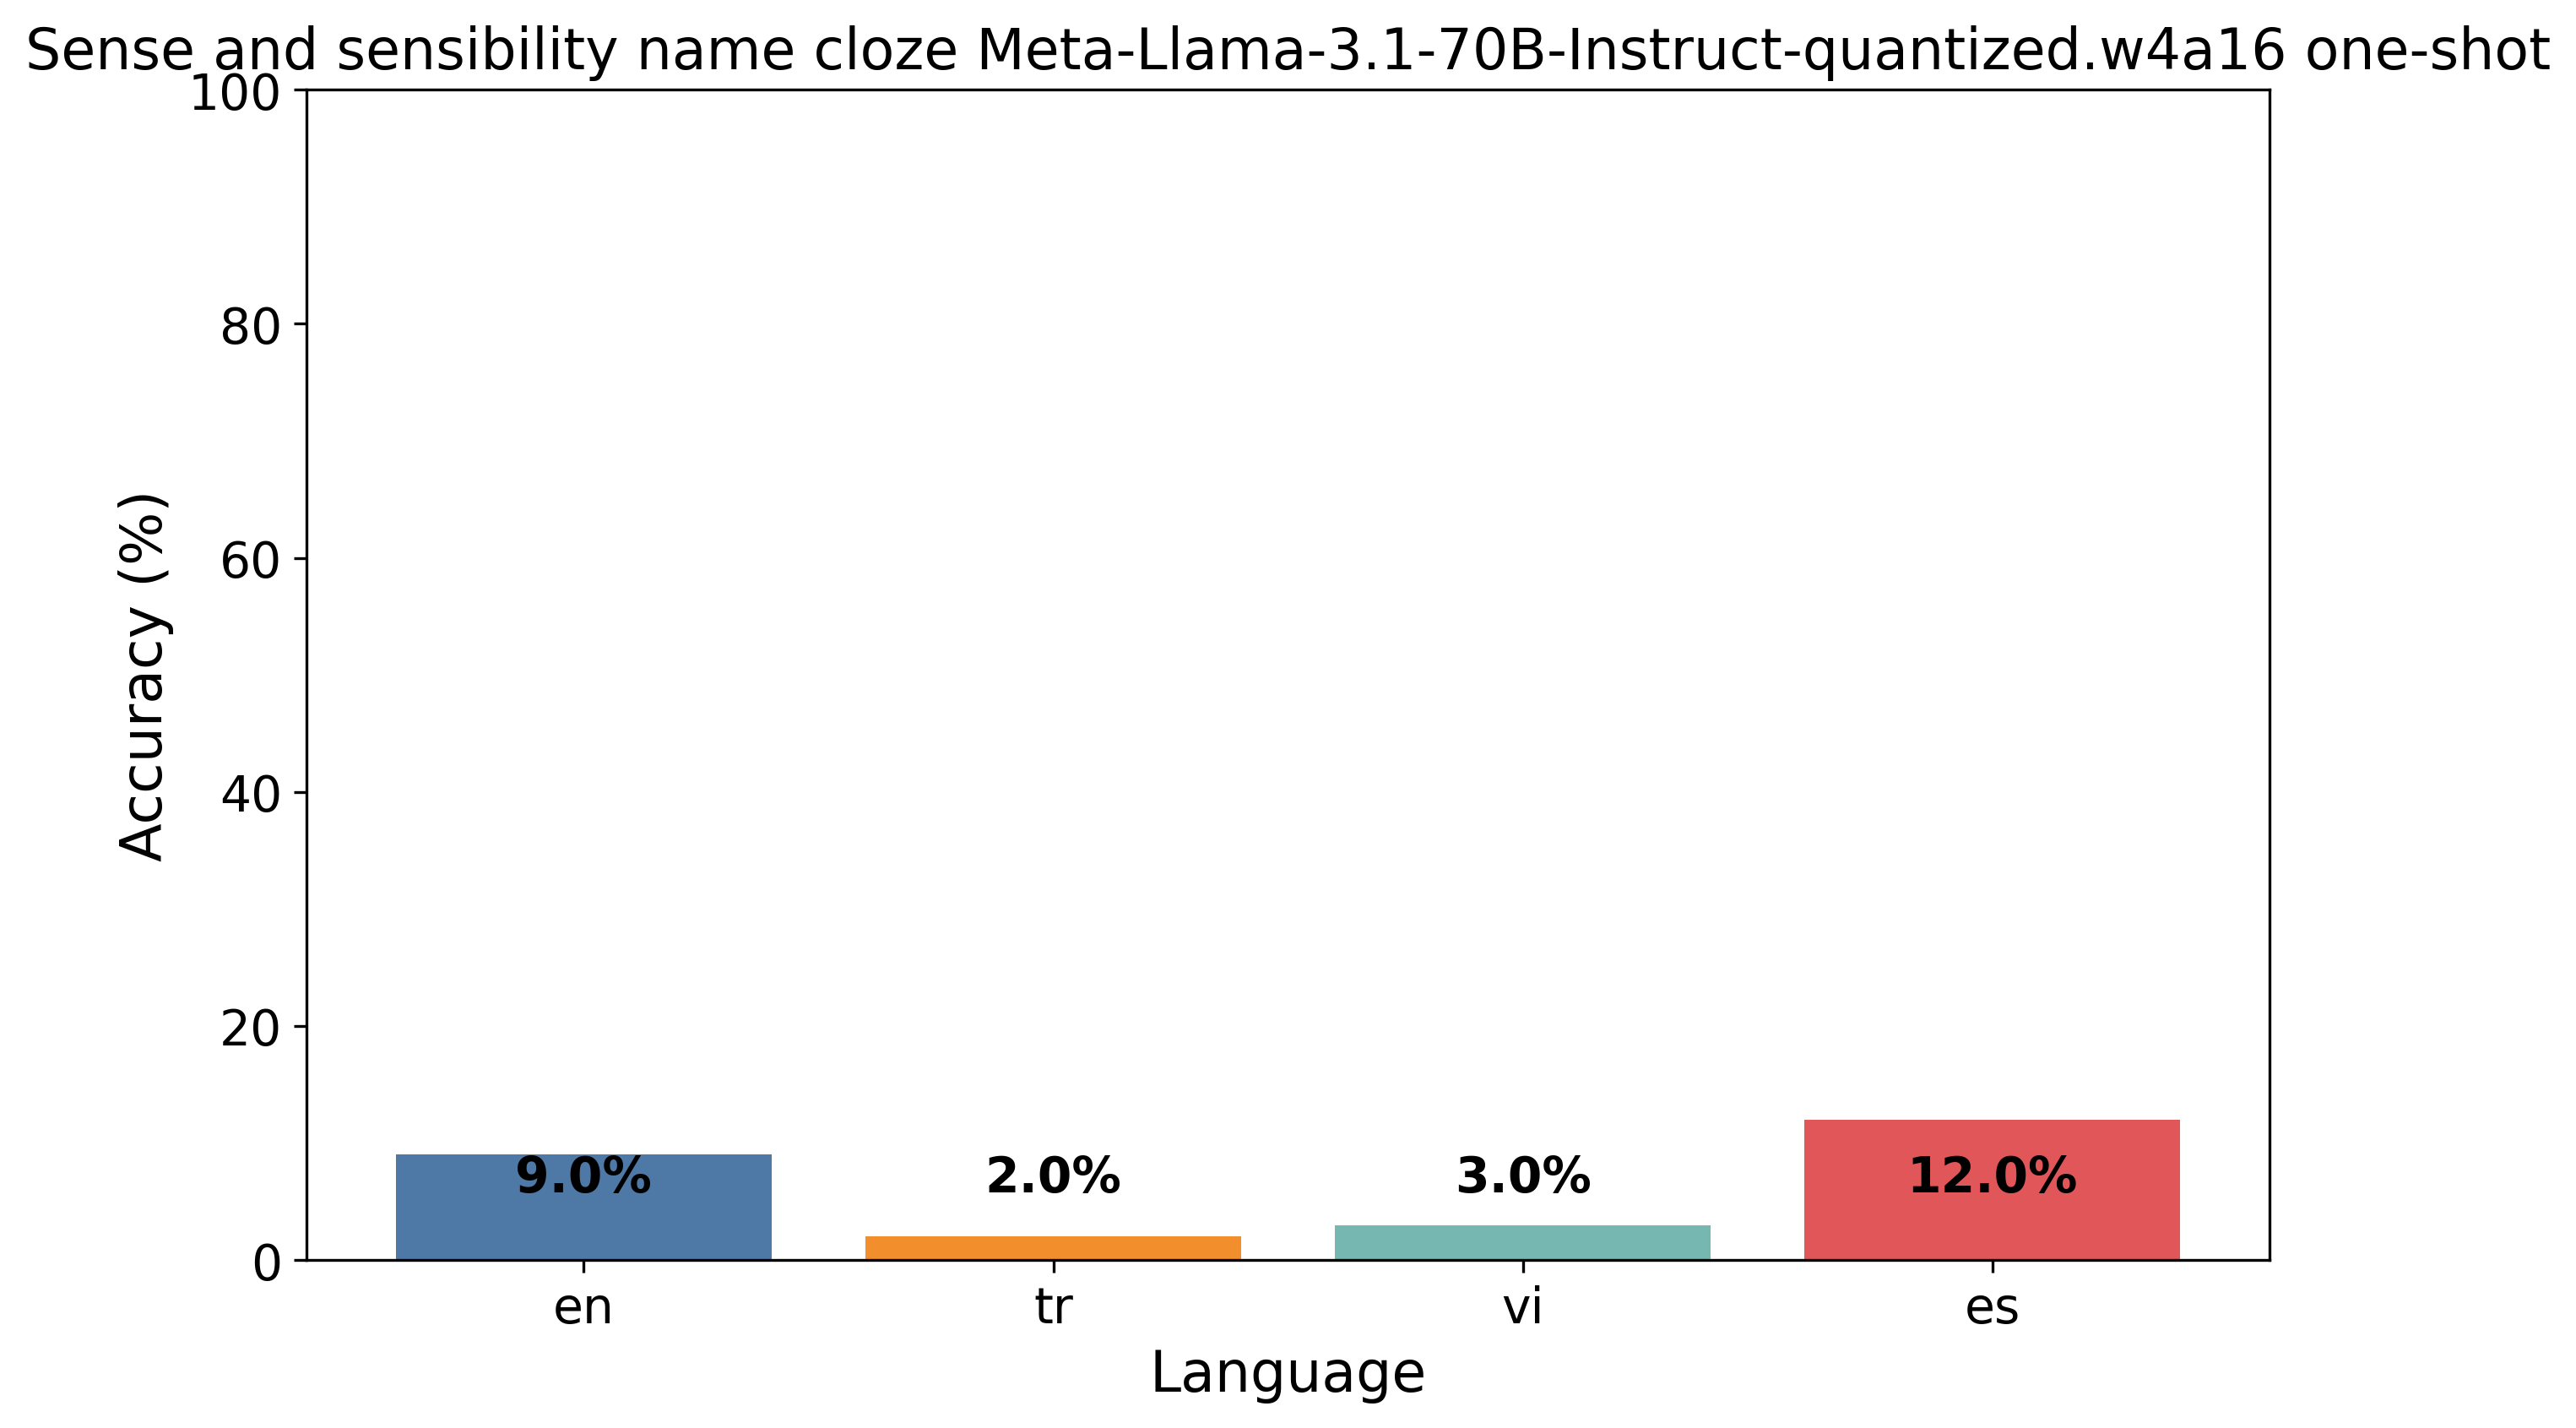 Sense and sensibility name cloze Meta-Llama-3.1-70B-Instruct-quantized.w4a16 one-shot
Accuracy (%)
100
80
60
40
20
0
9.0%
2.0%
3.0%
12.0%
en
tr
vi
es
Language